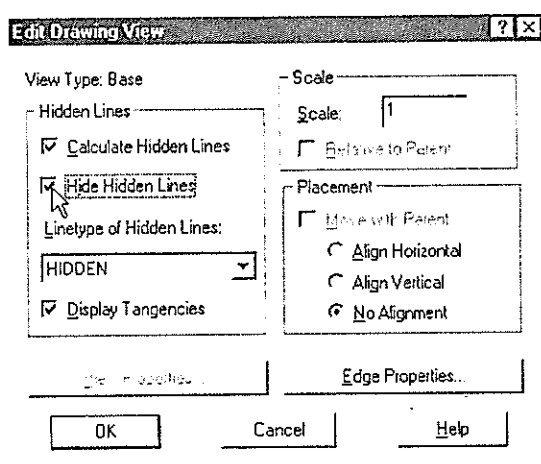 Edit Drawing View
View Type: Base
Hidden Lines
Calculate Hidden Lines
Hide Hidden Lines
Linetype of Hidden Lines:
HIDDEN
Display Tangencies
Scale
Scale: 1
Relative to Parent
Placement
Move with Parent
Align Horizontal
Align Vertical
No Alignment
Edge Properties...
OK
Cancel
Help